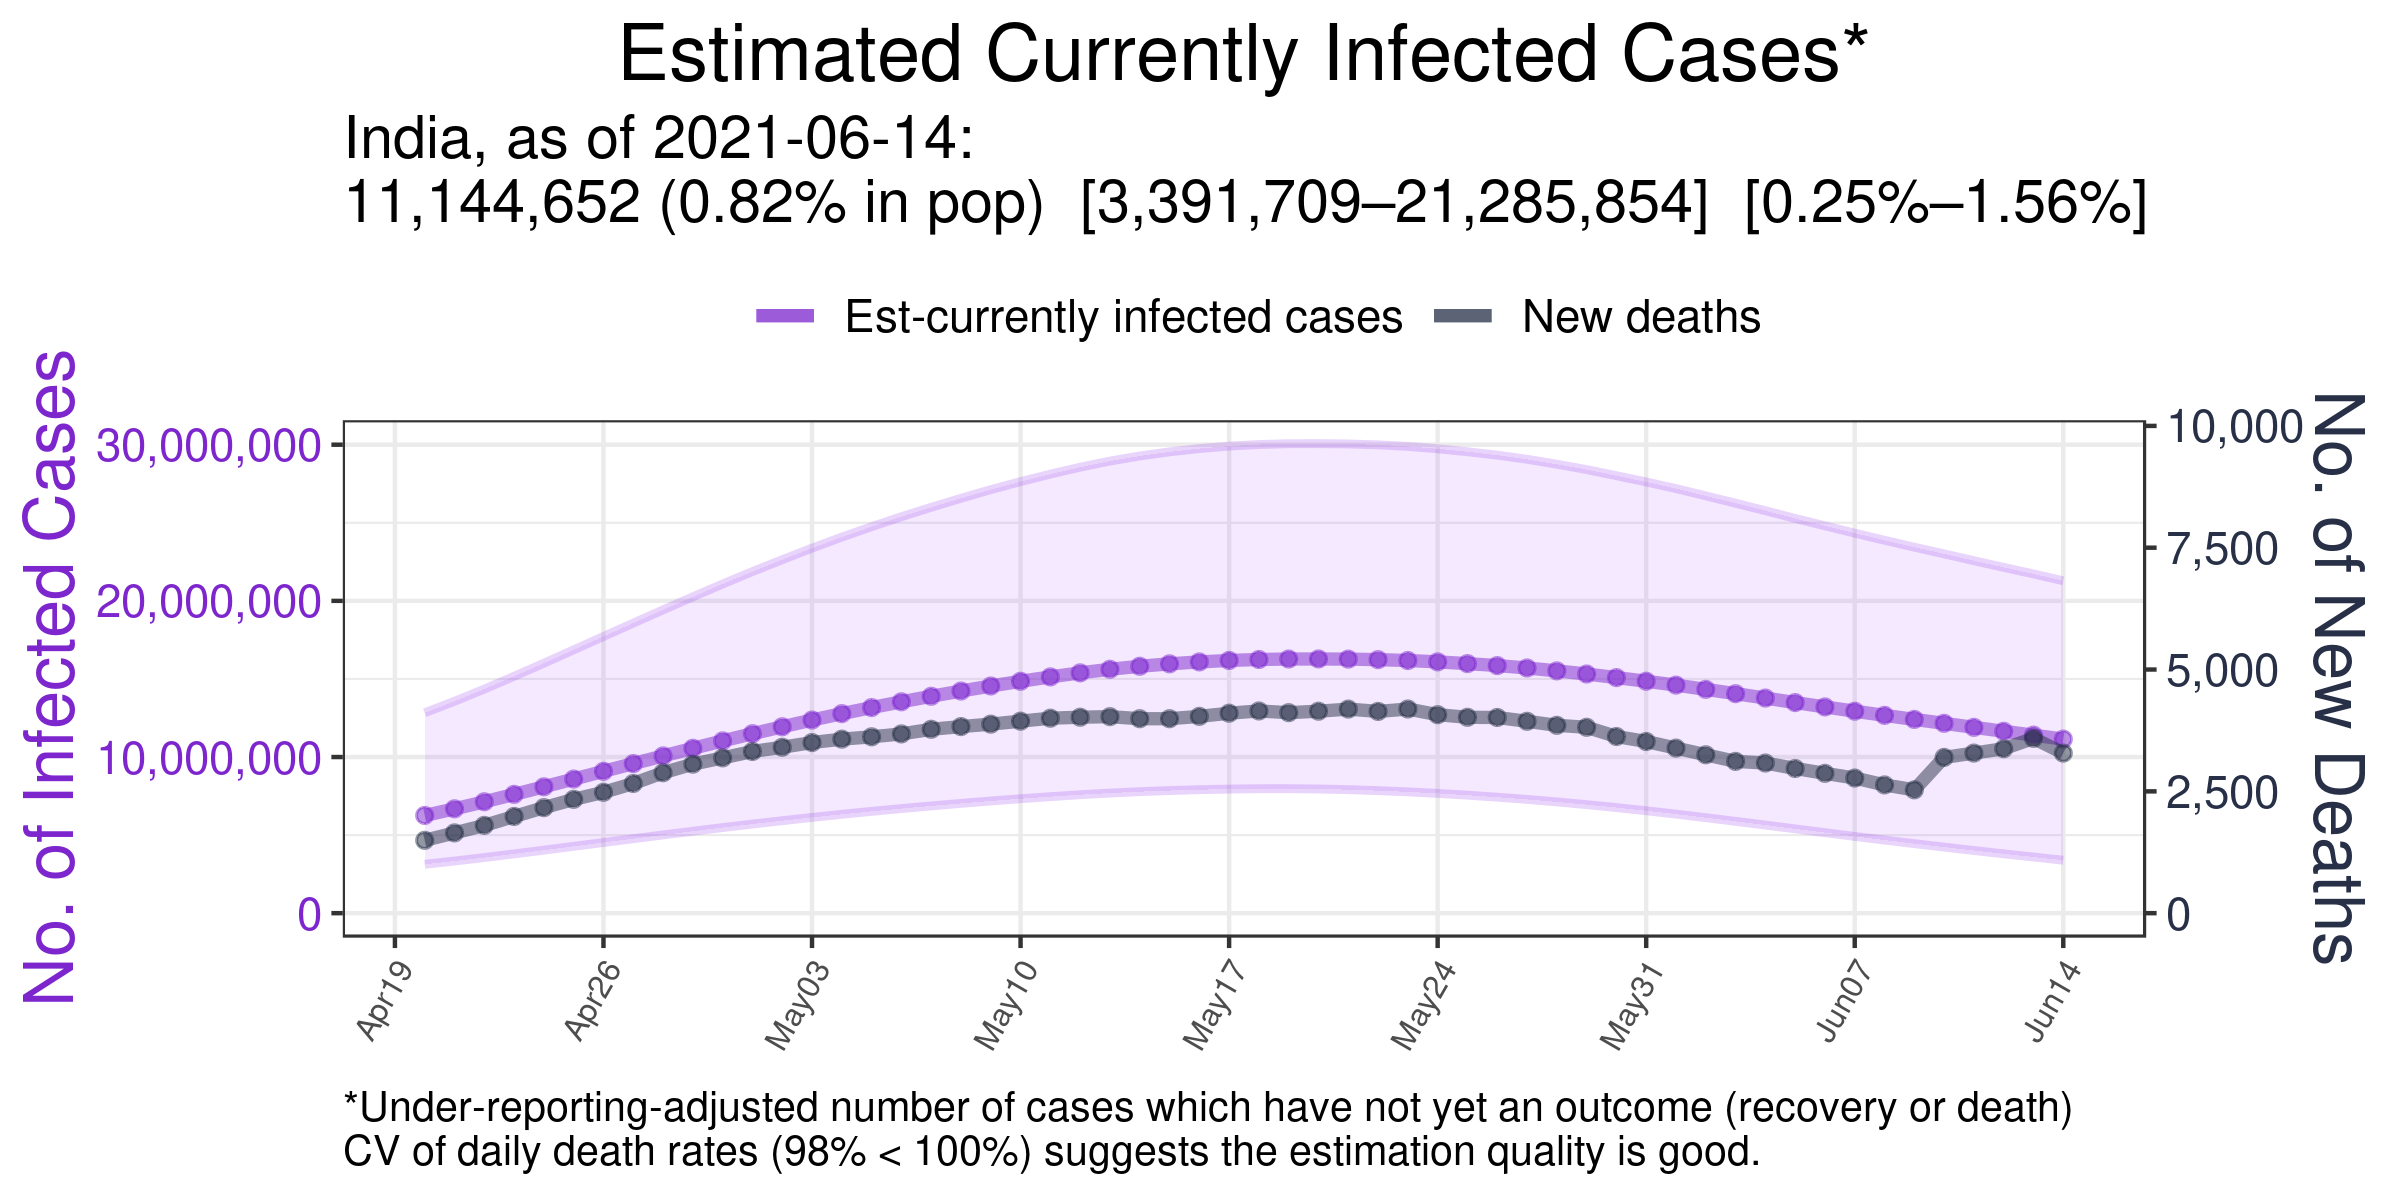 Estimated Currently Infected Cases*
India, as of 2021-06-14:
11,144,652 (0.82% in pop)  [3,391,709–21,285,854]  [0.25%–1.56%]
Est-currently infected cases
New deaths
No. of Infected Cases
30,000,000
20,000,000
10,000,000
0
10,000
7,500
5,000
2,500
0
No. of New Deaths
Apr19
Apr26
May03
May10
May17
May24
May31
Jun07
Jun14
*Under-reporting-adjusted number of cases which have not yet an outcome (recovery or death)
CV of daily death rates (98% < 100%) suggests the estimation quality is good.